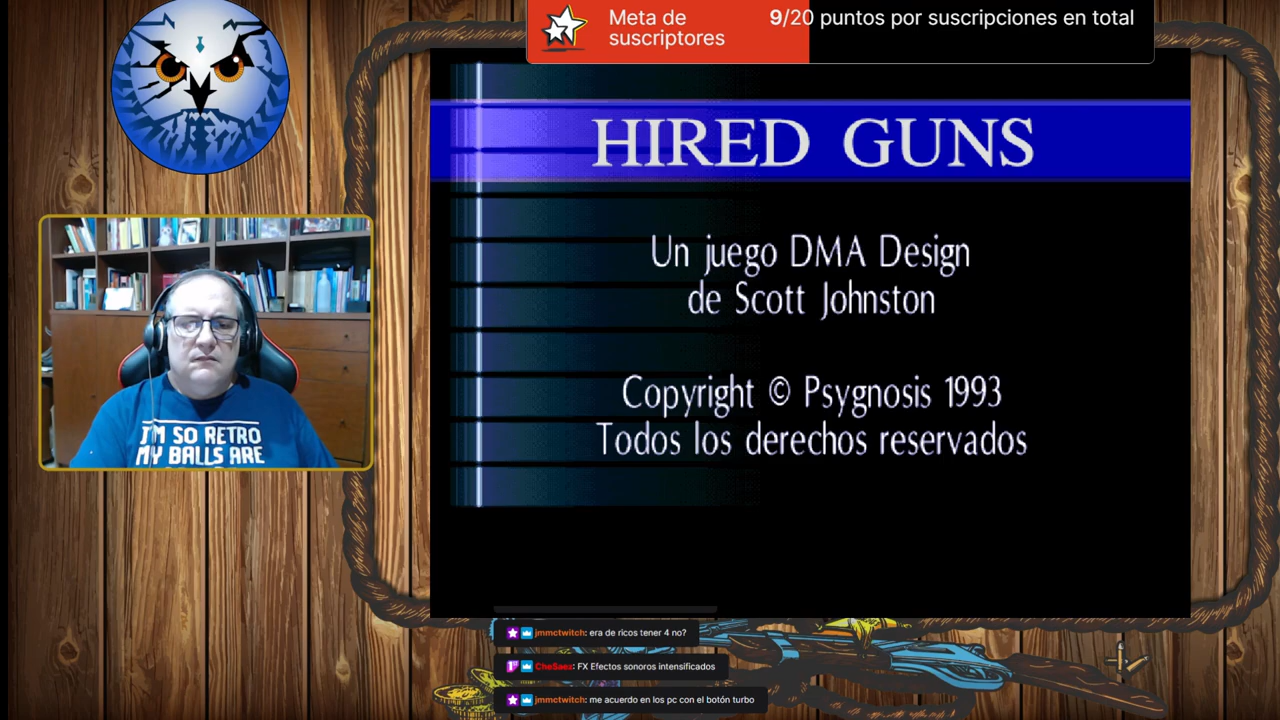 Meta de
suscriptores
9/20 puntos por suscripciones en total
HIRED GUNS
Un juego DMA Design
de Scott Johnston
Copyright © Psygnosis 1993
Todos los derechos reservados
I'M SO RETRO
MY BALLS ARE
jmmctwitch: era de ricos tener 4 no?
CheSaez: FX Efectos sonoros intensificados
jmmctwitch: me acuerdo en los pc con el botón turbo